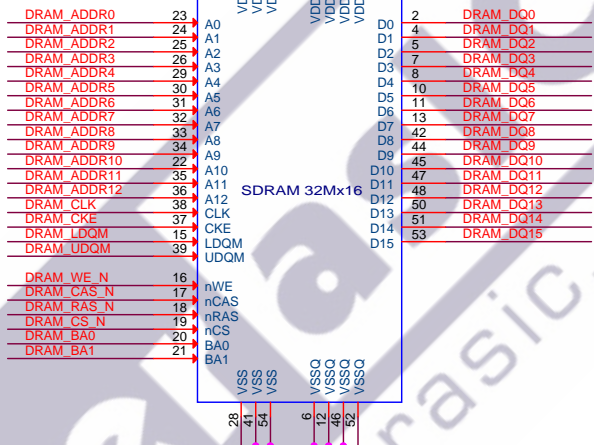 VD VD VD VDD VDD VDD VDD
DRAM_ADDR0 23 A0 D0 2 DRAM_DQ0
DRAM_ADDR1 24 A1 D1 4 DRAM_DQ1
DRAM_ADDR2 25 A2 D2 5 DRAM_DQ2
DRAM_ADDR3 26 A3 D3 7 DRAM_DQ3
DRAM_ADDR4 29 A4 D4 8 DRAM_DQ4
DRAM_ADDR5 30 A5 D5 10 DRAM_DQ5
DRAM_ADDR6 31 A6 D6 11 DRAM_DQ6
DRAM_ADDR7 32 A7 D7 13 DRAM_DQ7
DRAM_ADDR8 33 A8 D8 42 DRAM_DQ8
DRAM_ADDR9 34 A9 D9 44 DRAM_DQ9
DRAM_ADDR10 22 A10 D10 45 DRAM_DQ10
DRAM_ADDR11 35 A11 D11 47 DRAM_DQ11
DRAM_ADDR12 36 A12 SDRAM 32Mx16 D12 48 DRAM_DQ12
DRAM_CLK 38 CLK D13 50 DRAM_DQ13
DRAM_CKE 37 CKE D14 51 DRAM_DQ14
DRAM_LDQM 15 LDQM D15 53 DRAM_DQ15
DRAM_UDQM 39 UDQM
DRAM_WE_N 16 nWE
DRAM_CAS_N 17 nCAS
DRAM_RAS_N 18 nRAS
DRAM_CS_N 19 nCS
DRAM_BA0 20 BA0
DRAM_BA1 21 BA1
VSS VSS VSS VSSQ VSSQ VSSQ VSSQ
28 41 54 6 12 46 52